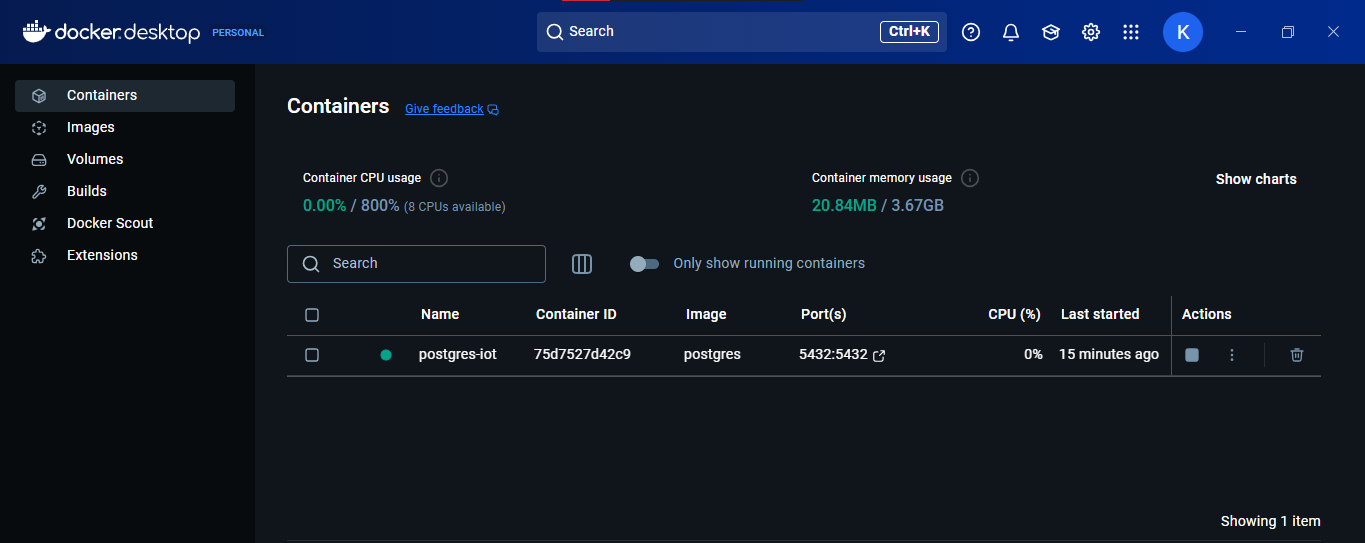 docker.desktop PERSONAL Search Ctrl+K K
Containers
Images
Volumes
Builds
Docker Scout
Extensions
Containers Give feedback
Container CPU usage
0.00% / 800% (8 CPUs available)
Container memory usage
20.84MB / 3.67GB
Show charts
Search
Only show running containers
Name Container ID Image Port(s) CPU (%) Last started Actions
postgres-iot 75d7527d42c9 postgres 5432:5432 0% 15 minutes ago
Showing 1 item